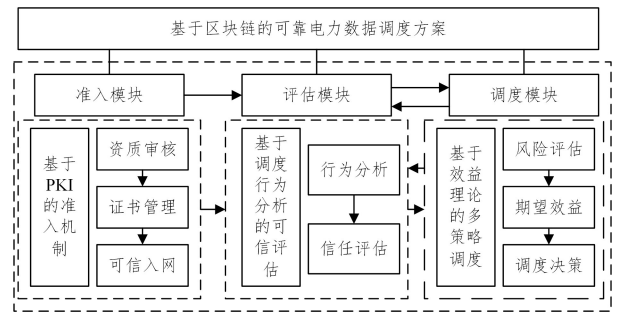 基于区块链的可靠电力数据调度方案
准入模块
评估模块
调度模块
基于
PKI
的准
入机
制
资质审核
证书管理
可信入网
基于
调度
行为
分析
的可
信评
估
行为分析
信任评估
基于
效益
理论
的多
策略
调度
风险评估
期望效益
调度决策